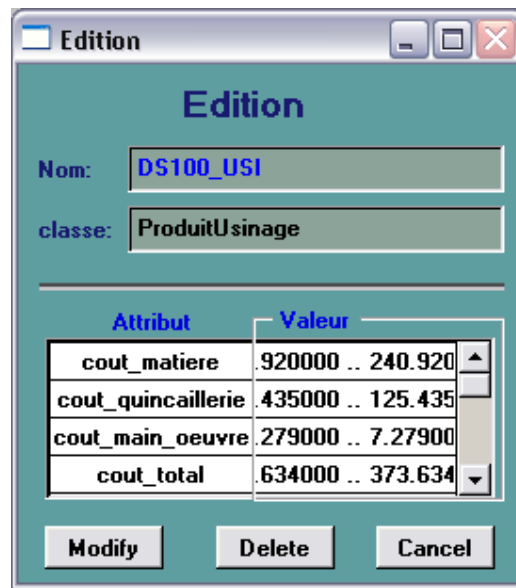 Edition
Edition
Nom: DS100_USI
classe: ProduitUsinage
Attribut Valeur
cout_matiere .920000 .. 240.920
cout_quincaillerie .435000 .. 125.435
cout_main_oeuvre .279000 .. 7.27900
cout_total .634000 .. 373.634
Modify Delete Cancel